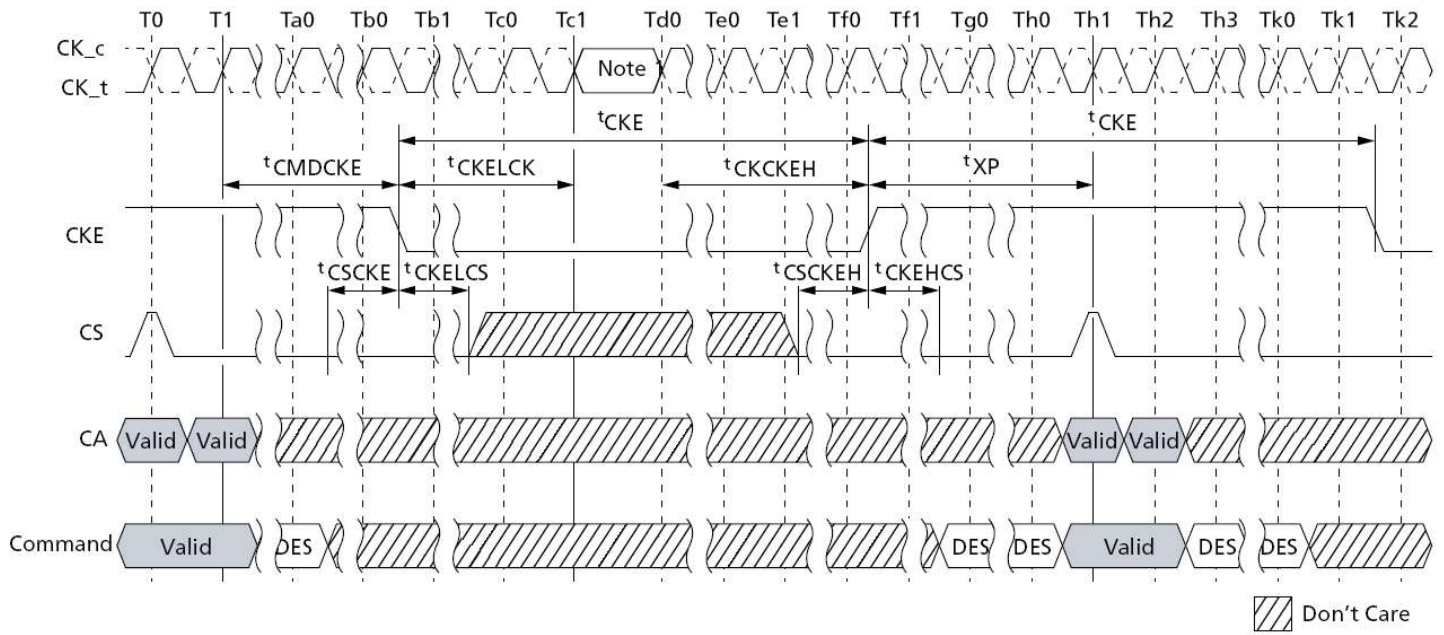 T0 T1 Ta0 Tb0 Tb1 Tc0 Tc1 Td0 Te0 Te1 Tf0 Tf1 Tg0 Th0 Th1 Th2 Th3 Tk0 Tk1 Tk2
CK_c
Note 1
CK_t
tCKE tCKE
tCMDCKE tCKELCK tCKCKEH tXP
CKE
tCSCKE tCKELCS tCSCKEH tCKEHCS
CS
CA Valid Valid Valid Valid
Command Valid DES DES DES Valid DES DES
Don't Care